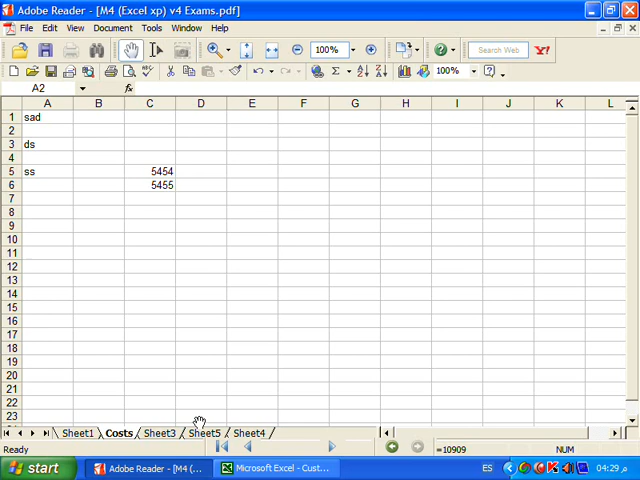 Adobe Reader - [M4 (Excel xp) v4 Exams.pdf]
File Edit View Document Tools Window Help
100% Search Web Y!
Σ 100%
A2 fx
A B C D E F G H I J K L
1 sad
2
3 ds
4
5 ss 5454
6 5455
7
8
9
10
11
12
13
14
15
16
17
18
19
20
21
22
23
Sheet1 Costs Sheet3 Sheet5 Sheet4
Ready =10909 NUM
start Adobe Reader - [M4 (... Microsoft Excel - Cust... ES 04:29 م